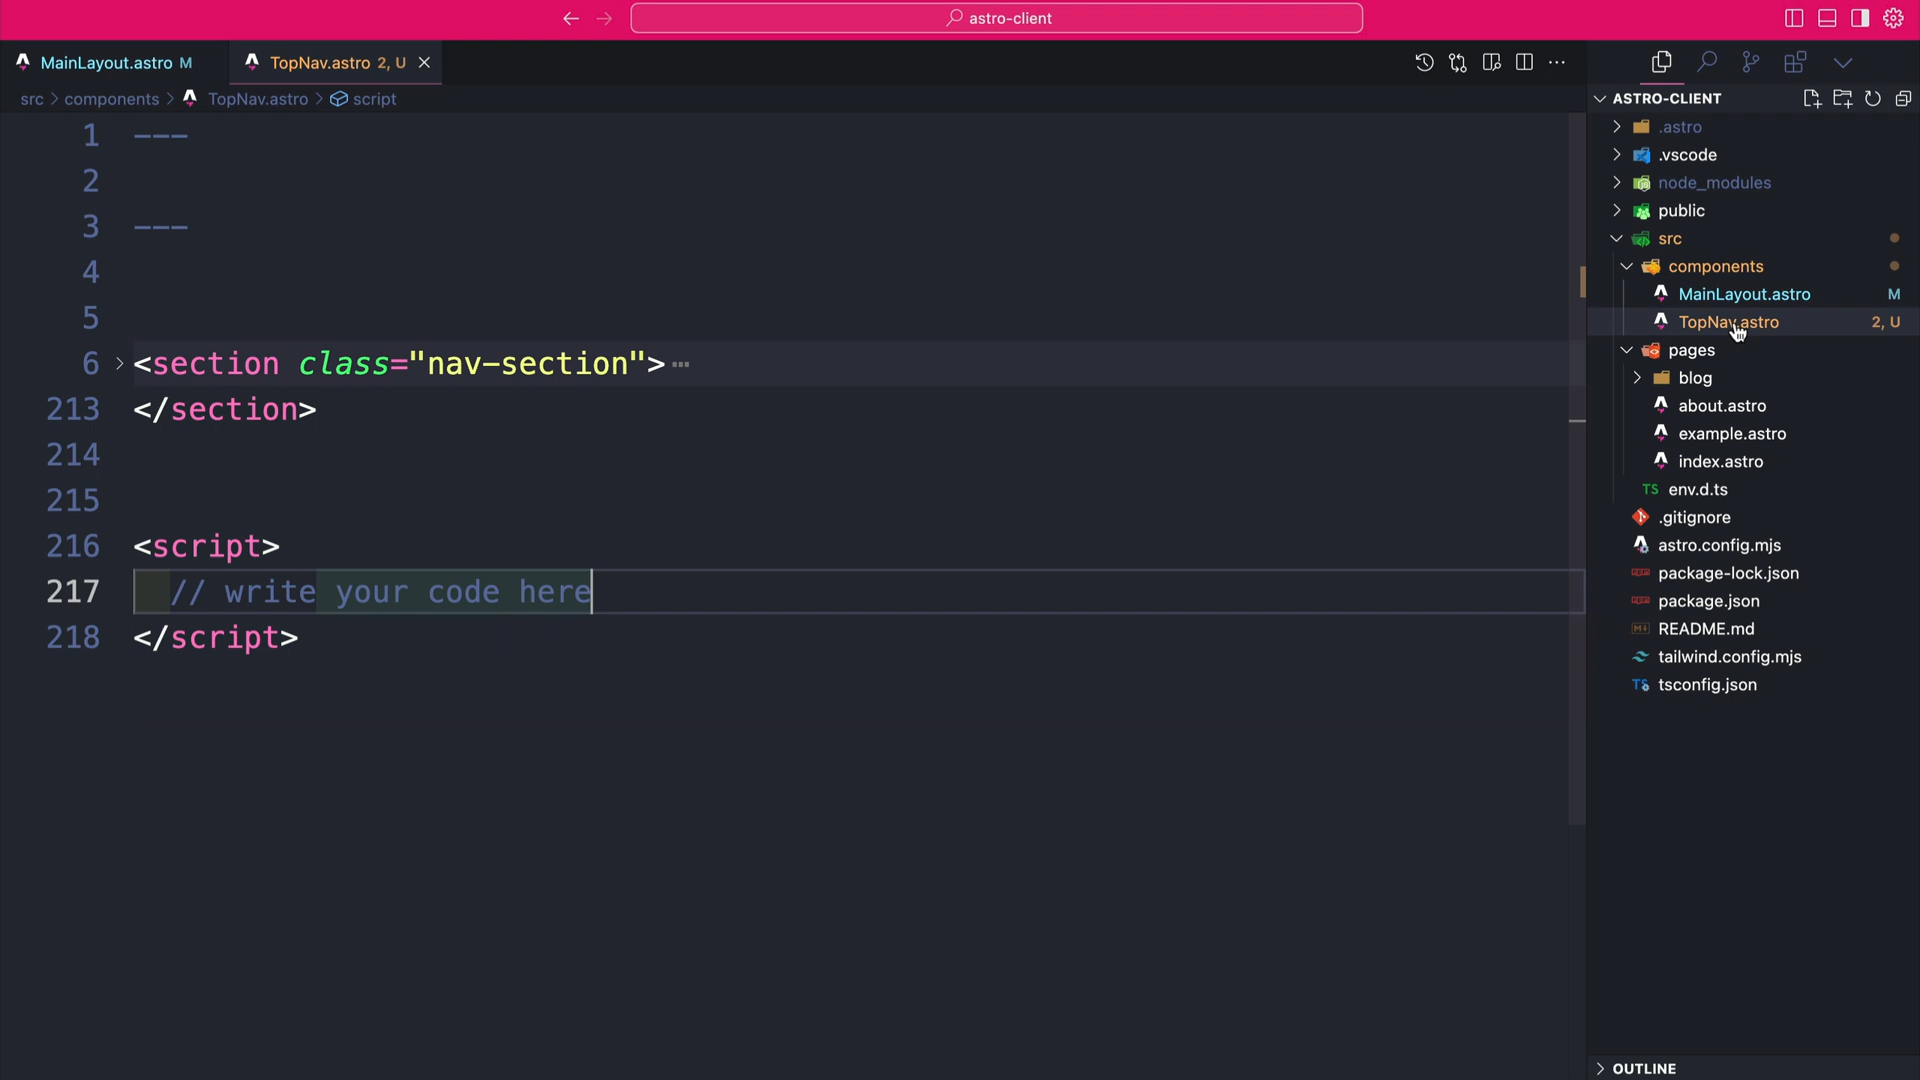 astro-client
MainLayout.astro M
TopNav.astro 2, U
src > components > TopNav.astro > script
ASTRO-CLIENT
1 ---
2
3 ---
4
5
6 <section class="nav-section">
213 </section>
214
215
216 <script>
217 // write your code here
218 </script>
.astro
.vscode
node_modules
public
src
components
MainLayout.astro M
TopNav.astro 2, U
pages
blog
about.astro
example.astro
index.astro
TS env.d.ts
.gitignore
astro.config.mjs
package-lock.json
package.json
README.md
tailwind.config.mjs
TS tsconfig.json
OUTLINE